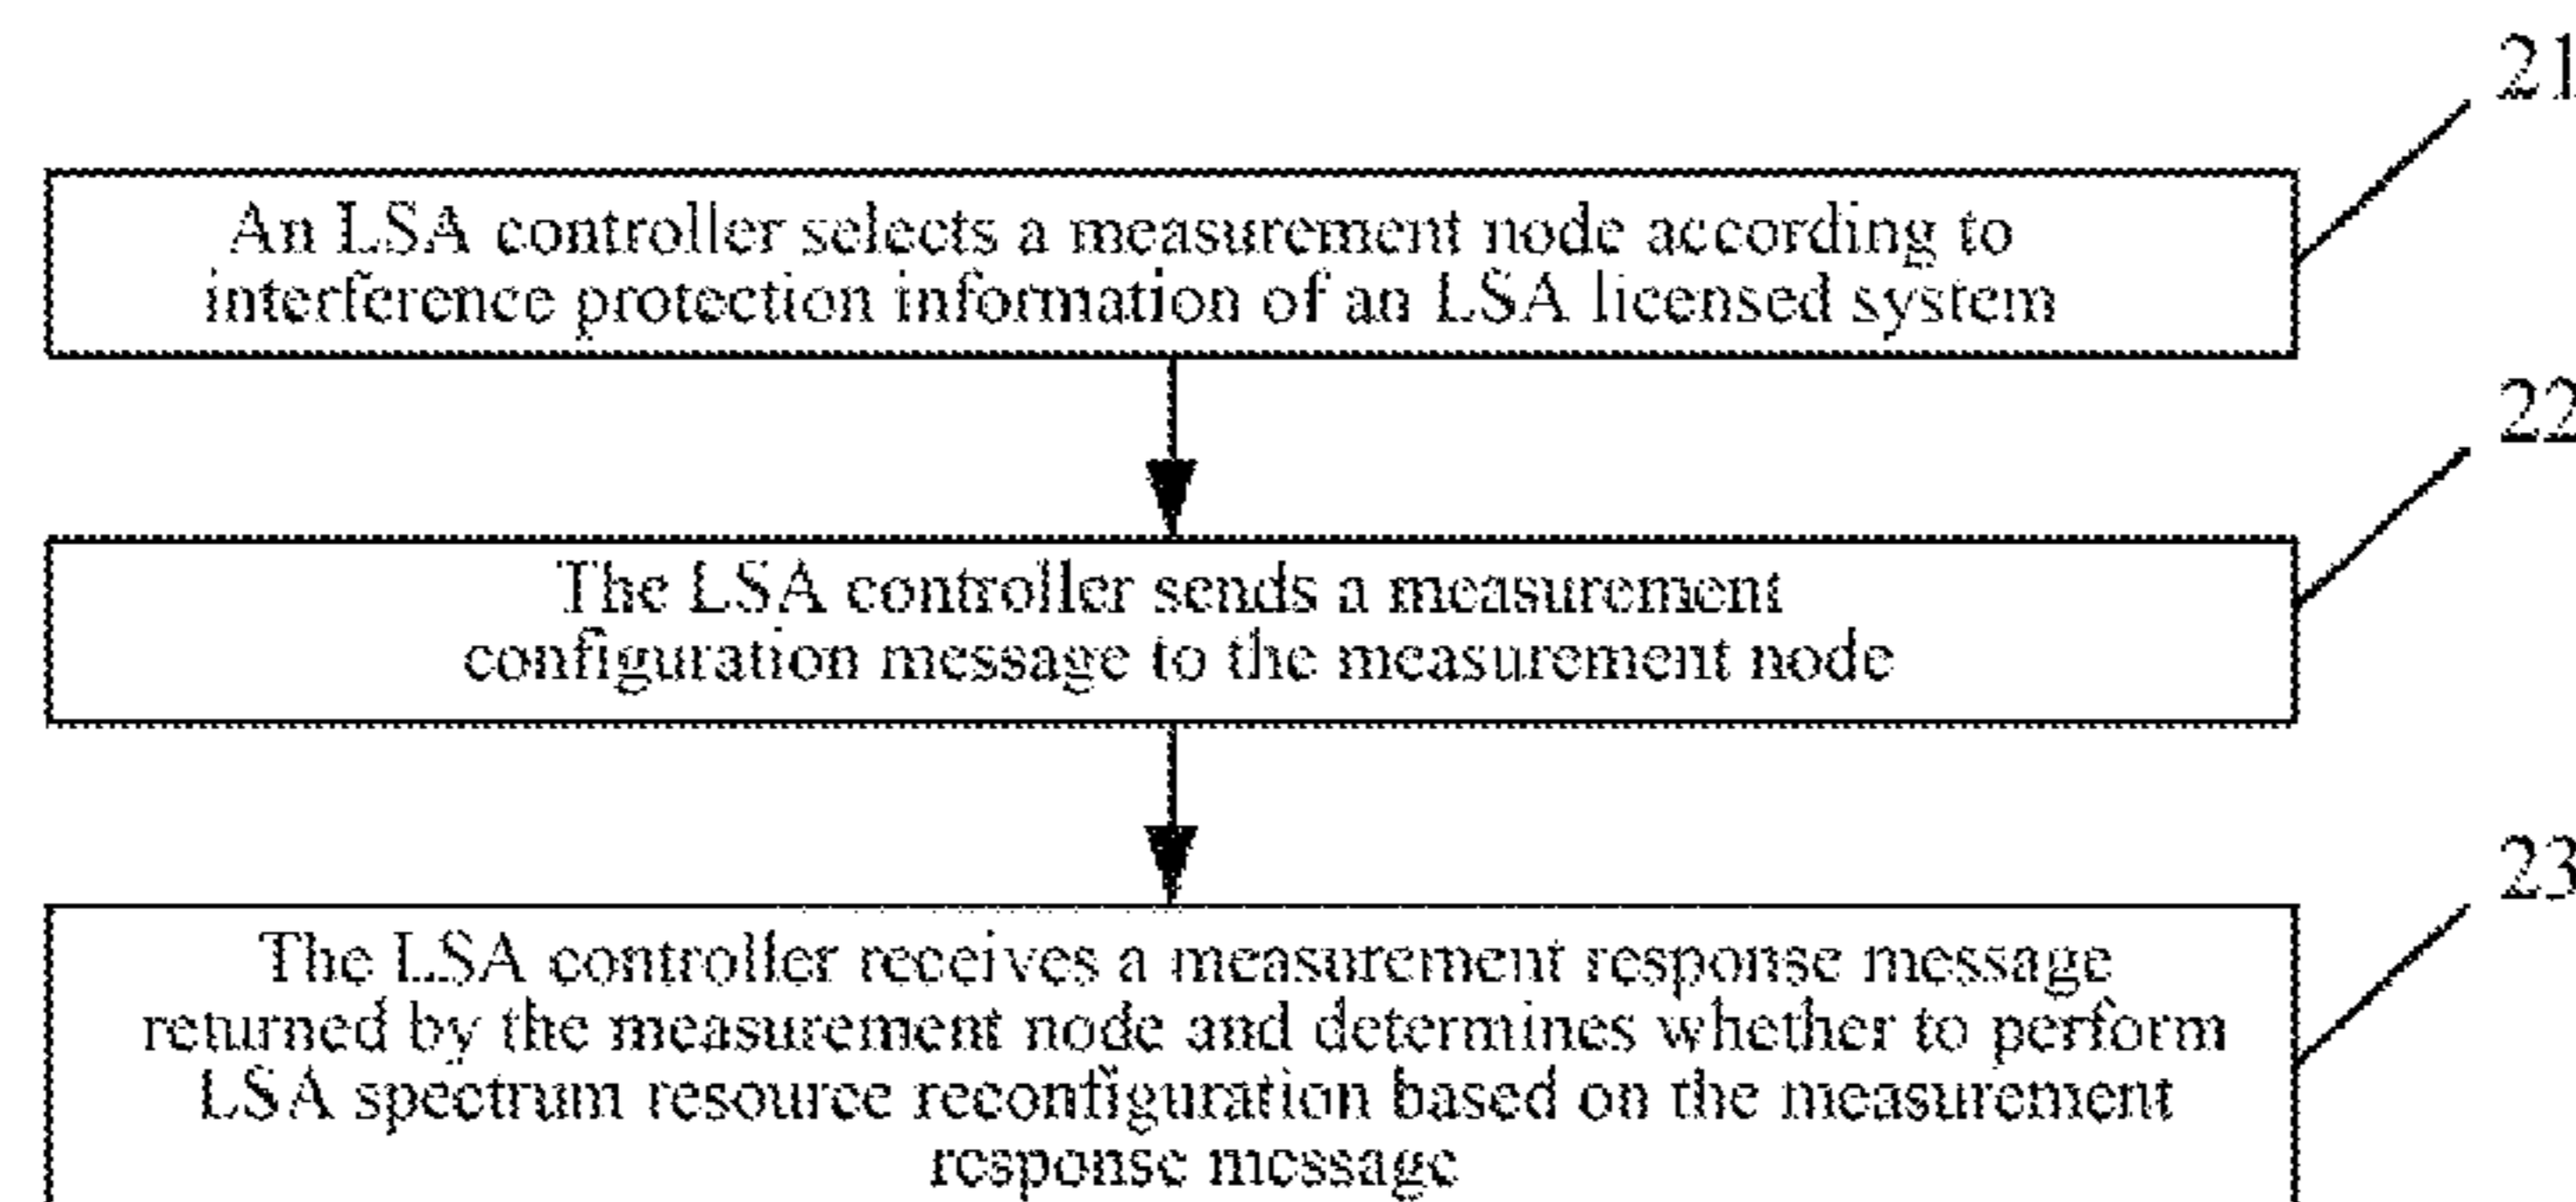 21
An LSA controller selects a measurement node according to
interference protection information of an LSA licensed system
22
The LSA controller sends a measurement
configuration message to the measurement node
23
The LSA controller receives a measurement response message
returned by the measurement node and determines whether to perform
LSA spectrum resource reconfiguration based on the measurement
response message